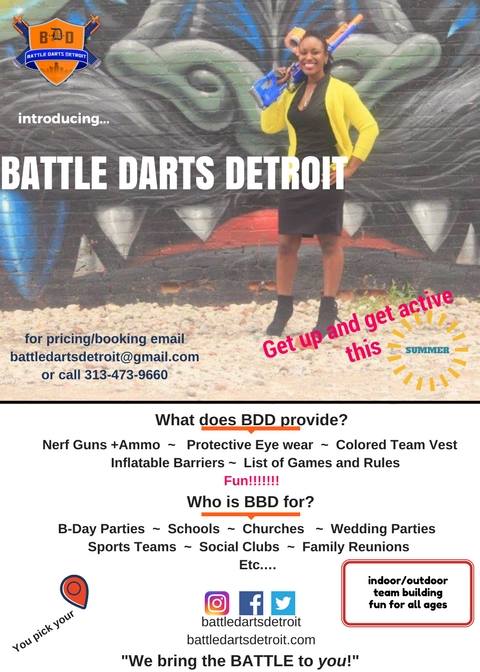 BDD
BATTLE DARTS DETROIT
introducing...
BATTLE DARTS DETROIT
for pricing/booking email
battledartsdetroit@gmail.com
or call 313-473-9660
Get up and get active
this SUMMER
What does BDD provide?
Nerf Guns +Ammo ~ Protective Eye wear ~ Colored Team Vest
Inflatable Barriers ~ List of Games and Rules
Fun!!!!!!!
Who is BBD for?
B-Day Parties ~ Schools ~ Churches ~ Wedding Parties
Sports Teams ~ Social Clubs ~ Family Reunions
Etc....
indoor/outdoor
team building
fun for all ages
You pick your
battledartsdetroit
battledartsdetroit.com
"We bring the BATTLE to you!"